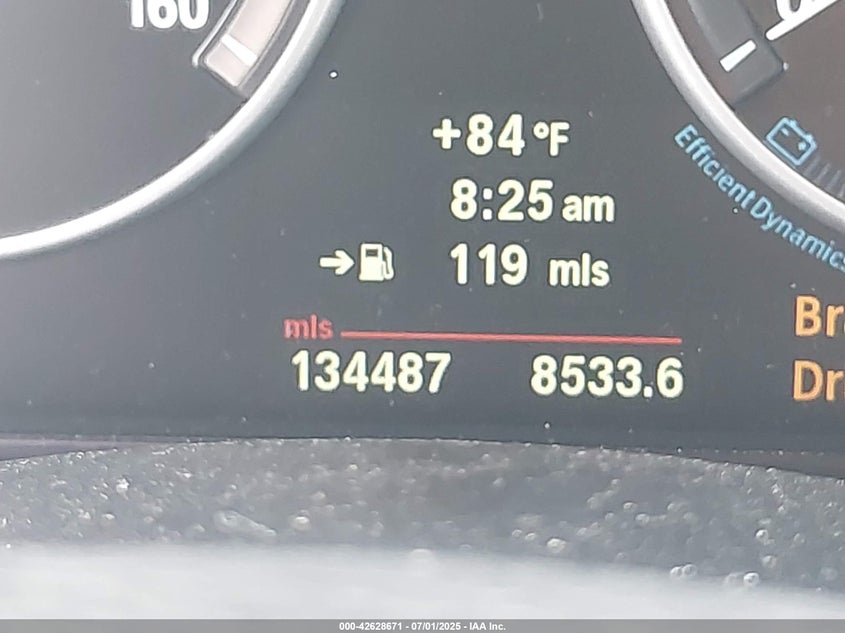 160
+84 °F
8:25 am
119 mls
mls
134487 8533.6
EfficientDynamics
Br
Dr
000-42628671 - 07/01/2025 - IAA Inc.